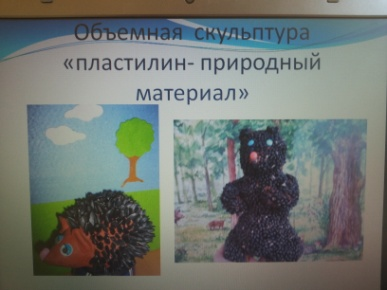 Объемная скульптура
«пластилин- природный
материал»